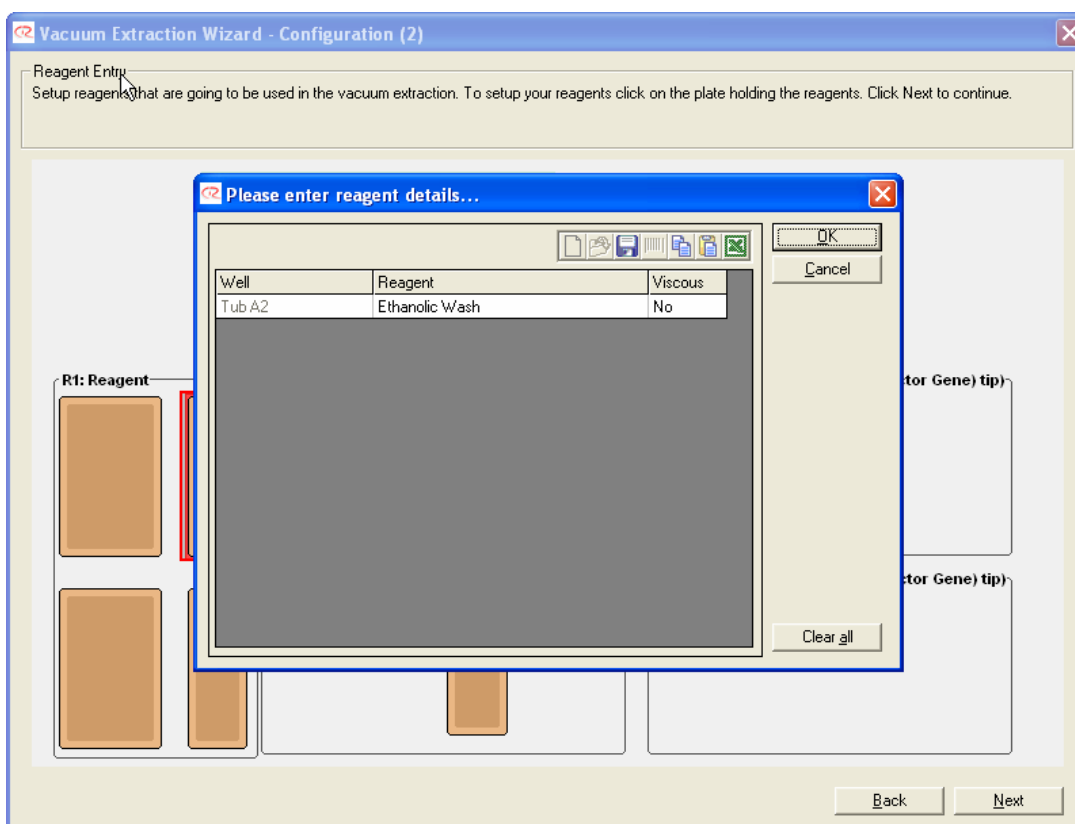 Vacuum Extraction Wizard - Configuration (2)
Reagent Entry
Setup reagents that are going to be used in the vacuum extraction. To setup your reagents click on the plate holding the reagents. Click Next to continue.
Please enter reagent details...
OK
Cancel
Well Reagent Viscous
Tub A2 Ethanolic Wash No
R1: Reagent
tor Gene) tip)
tor Gene) tip)
Clear all
Back Next